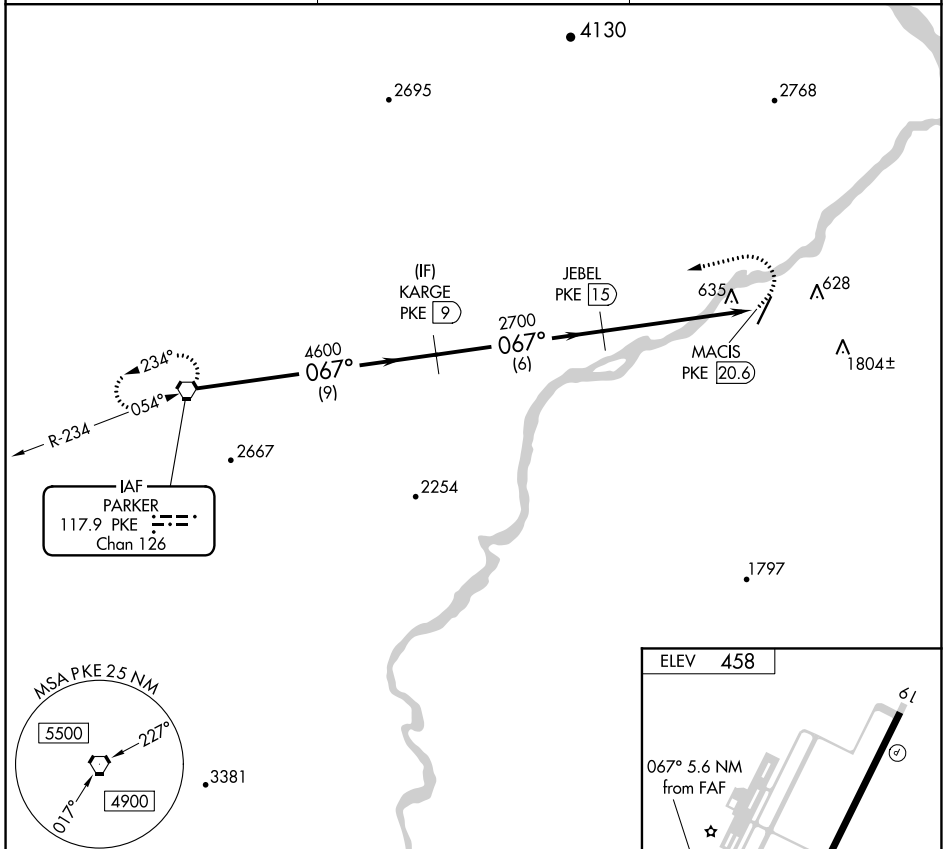 4130
2695
2768
(IF)
KARGE
PKE 9
JEBEL
PKE 15
635
628
4600
067°
(9)
2700
067°
(6)
MACIS
PKE 20.6
1804±
234°
054°
R-234
2667
2254
IAF
PARKER
117.9 PKE
Chan 126
1797
MSA PKE 25 NM
5500
227°
4900
017°
3381
ELEV 458
19
P
067° 5.6 NM
from FAF